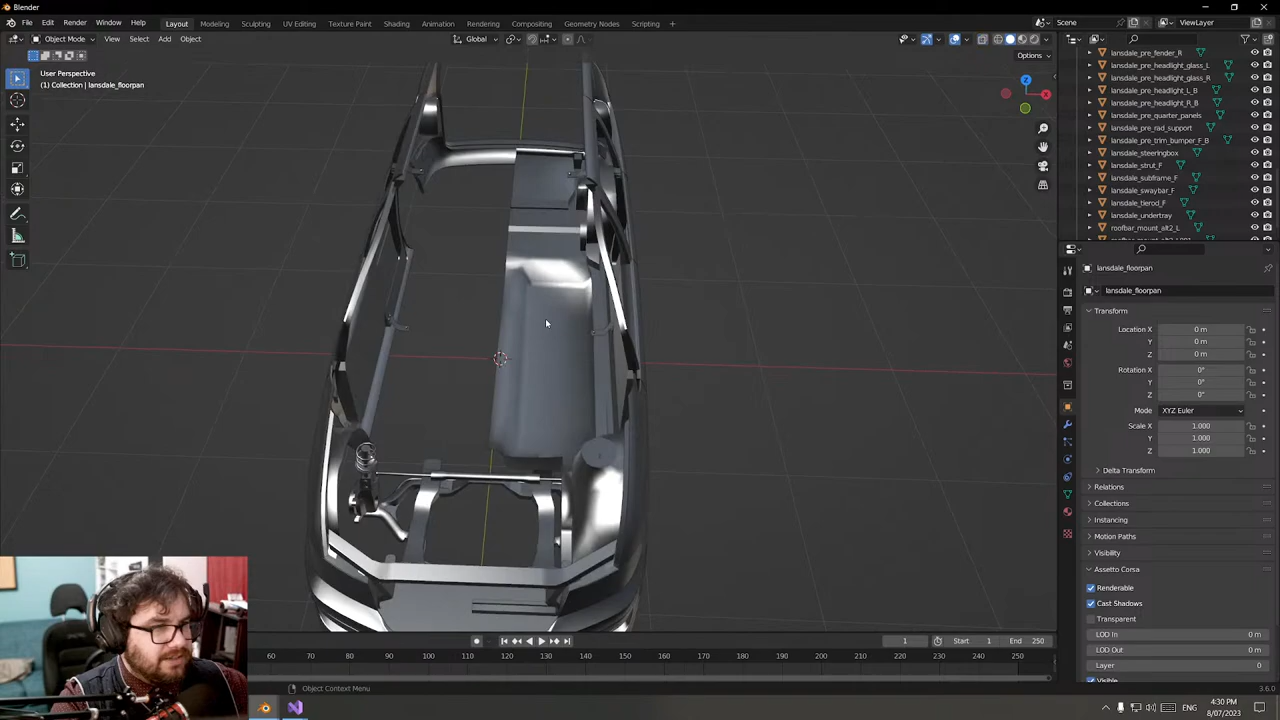 Blender
File Edit Render Window Help
Layout Modeling Sculpting UV Editing Texture Paint Shading Animation Rendering Compositing Geometry Nodes Scripting +
Scene
ViewLayer
Object Mode View Select Add Object
Global
Options
User Perspective
(1) Collection | lansdale_floorpan
Z
X
lansdale_pre_fender_R
lansdale_pre_headlight_glass_L
lansdale_pre_headlight_glass_R
lansdale_pre_headlight_L_B
lansdale_pre_headlight_R_B
lansdale_pre_quarter_panels
lansdale_pre_rad_support
lansdale_pre_trim_bumper_F_B
lansdale_steeringbox
lansdale_strut_F
lansdale_subframe_F
lansdale_swaybar_F
lansdale_tierod_F
lansdale_undertray
roofbar_mount_alt2_L
lansdale_floorpan
lansdale_floorpan
Transform
Location X 0 m
Y 0 m
Z 0 m
Rotation X 0°
Y 0°
Z 0°
Mode XYZ Euler
Scale X 1.000
Y 1.000
Z 1.000
Delta Transform
Relations
Collections
Instancing
Motion Paths
Visibility
Assetto Corsa
Renderable
Cast Shadows
Transparent
LOD In 0 m
LOD Out 0 m
Layer 0
Visible
1 Start 1 End 250
60 70 80 90 100 110 120 130 140 150 160 170 180 190 200 210 220 230 240 250
Object Context Menu
3.6.0
ENG
4:30 PM
8/07/2023